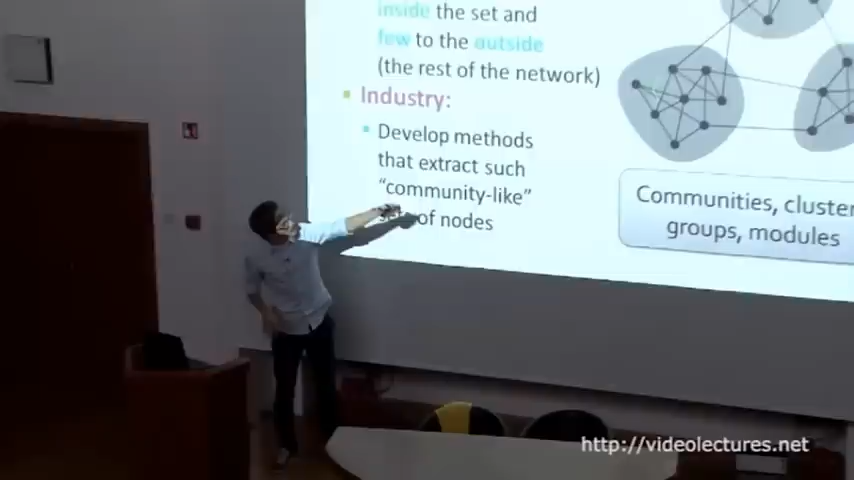 inside the set and
few to the outside
(the rest of the network)
Industry:
Develop methods
that extract such
"community-like"
of nodes
Communities, cluster
groups, modules
http://videolectures.net